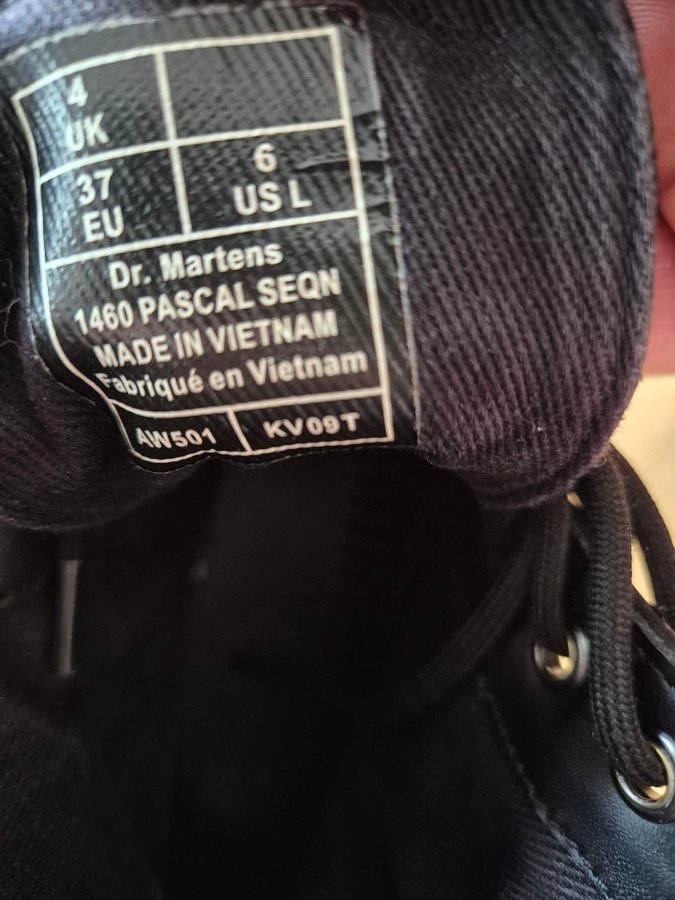 4
UK
37
EU
6
US L
Dr. Martens
1460 PASCAL SEQN
MADE IN VIETNAM
Fabriqué en Vietnam
AW501 KV09T